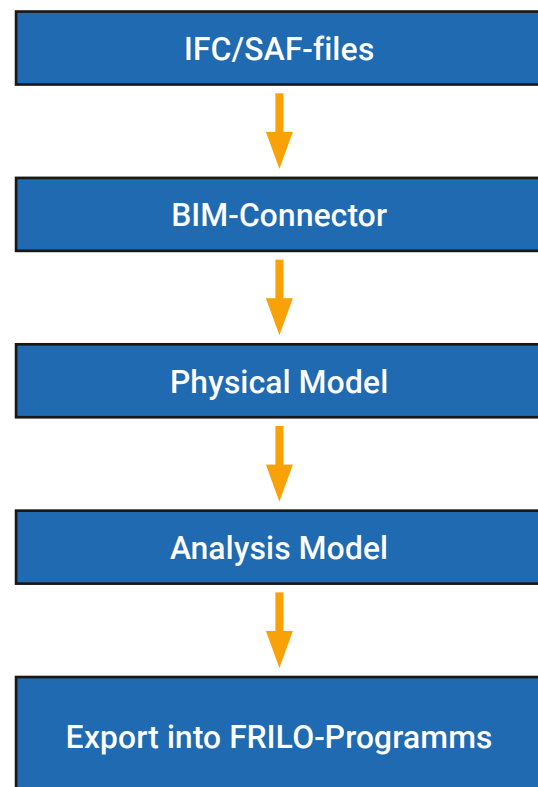 IFC/SAF-files
BIM-Connector
Physical Model
Analysis Model
Export into FRILO-Programms